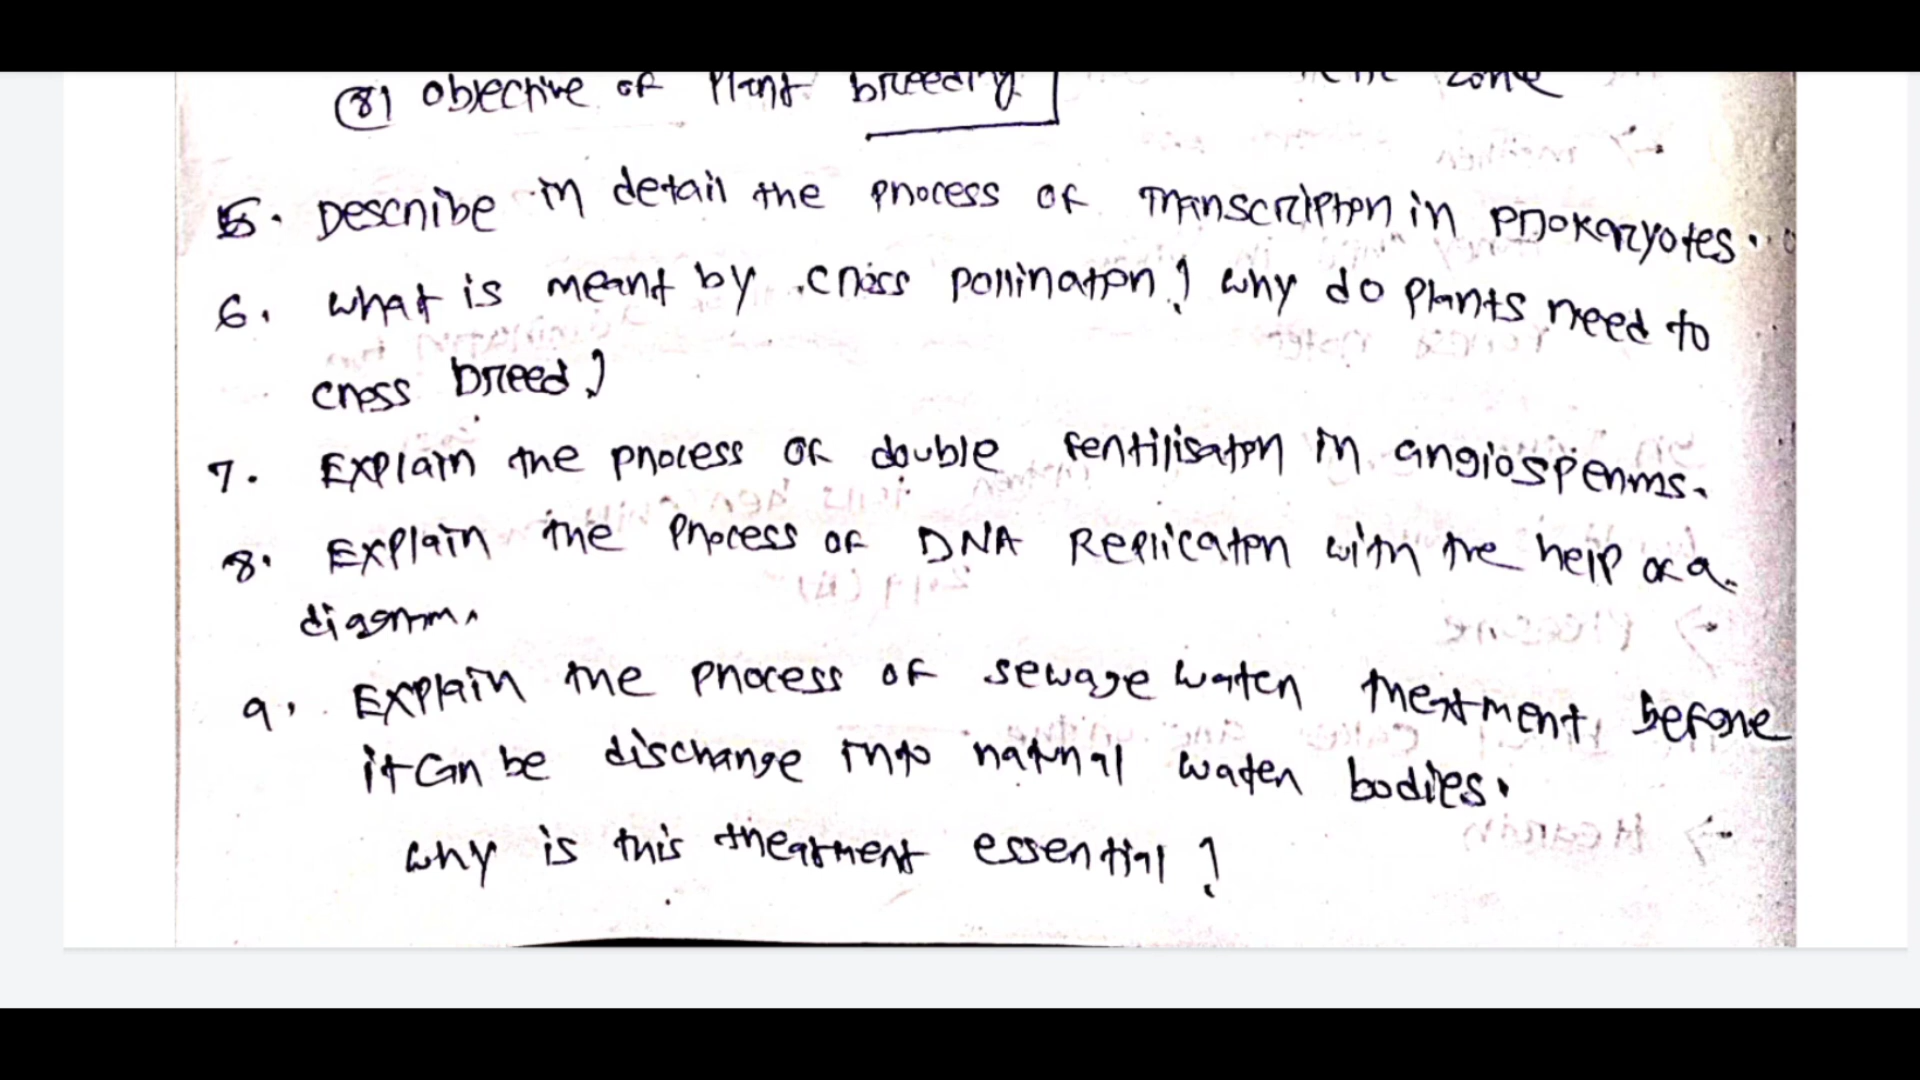 (8) objective of Plant breeding
zone
5. Describe in detail the process of Transcription in prokaryotes.
6. what is meant by cross pollination? why do plants need to
cross breed?
7. Explain the process of double fertilisation in angiosperms.
8. Explain the process of DNA Replication with the help of a
diagram.
9. Explain the process of sewage water treatment, before
it can be discharge into natural water bodies.
why is this treatment essential?